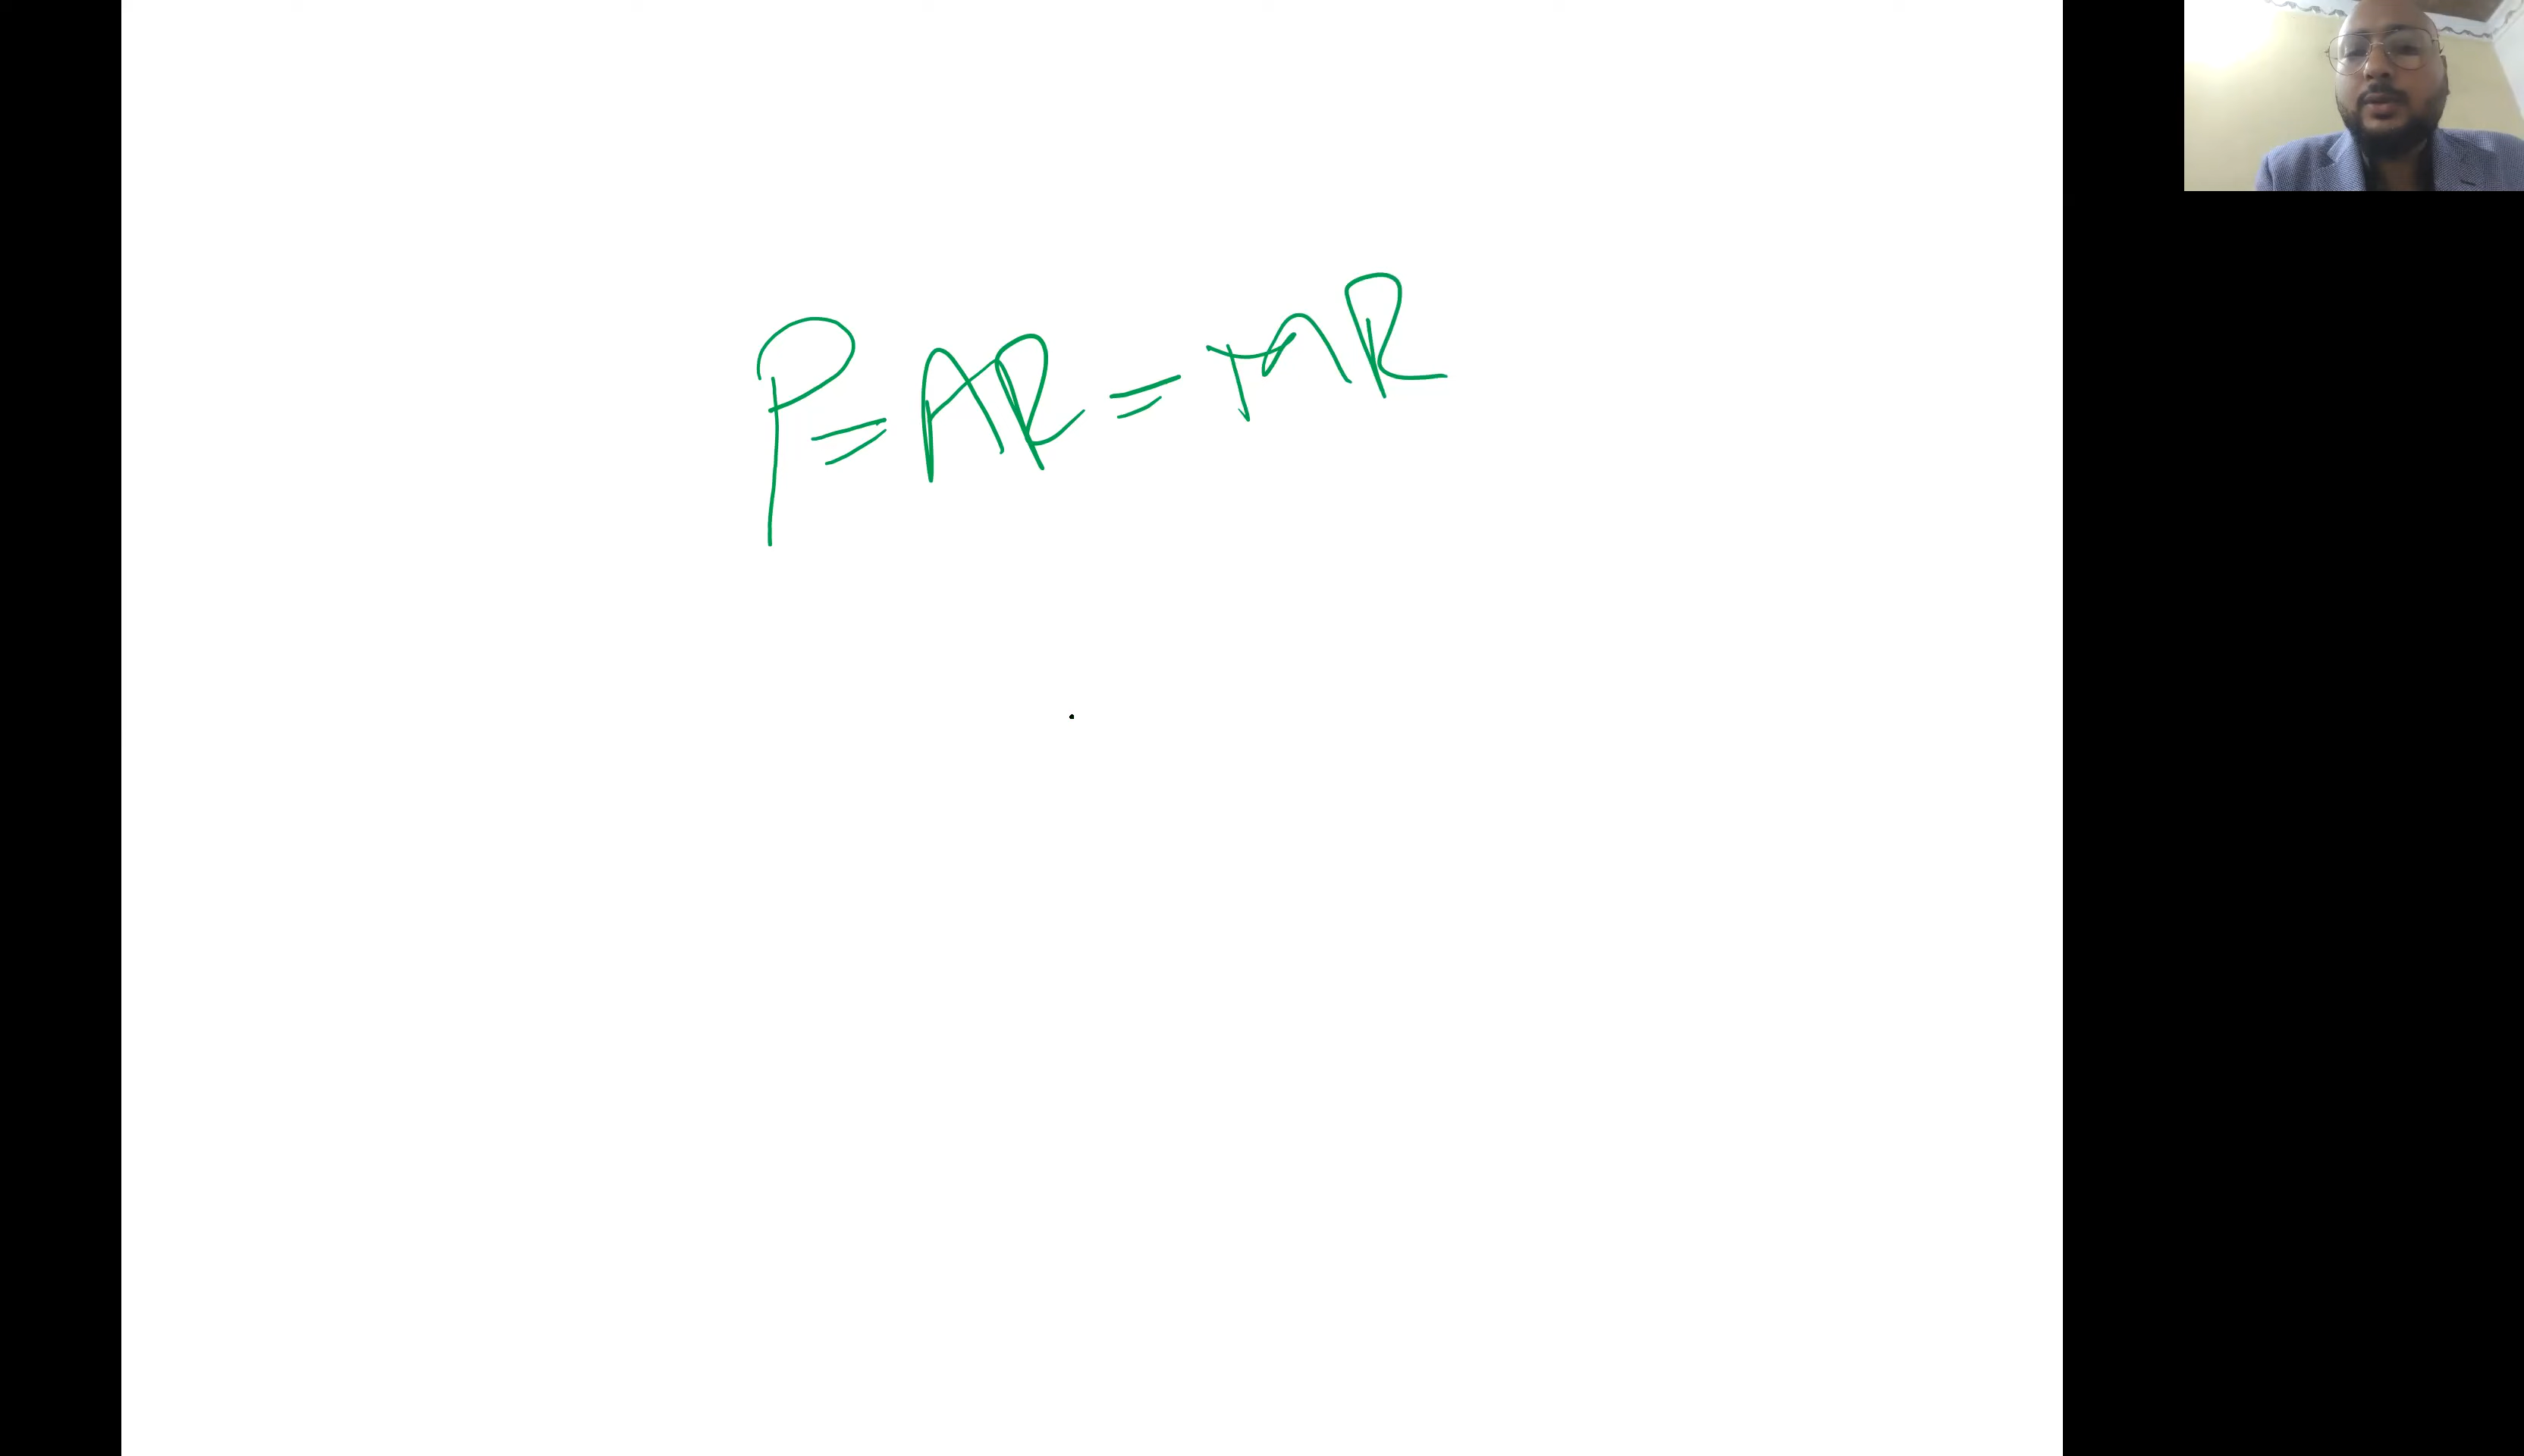 P = AR = MR